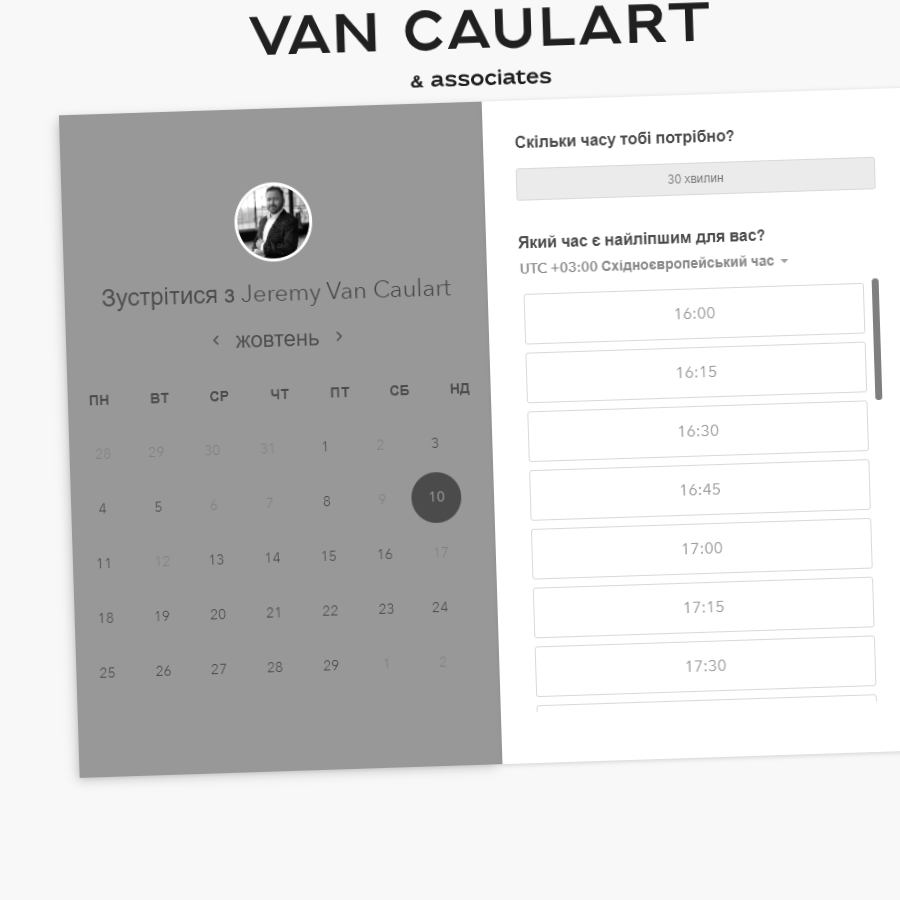 VAN CAULART
& associates
Зустрітися з Jeremy Van Caulart
жовтень
ПН ВТ СР ЧТ ПТ СБ НД
28 29 30 31 1 2 3
4 5 6 7 8 9 10
11 12 13 14 15 16 17
18 19 20 21 22 23 24
25 26 27 28 29 1 2
Скільки часу тобі потрібно?
30 хвилин
Який час є найліпшим для вас?
UTC +03:00 Східноєвропейський час
16:00
16:15
16:30
16:45
17:00
17:15
17:30